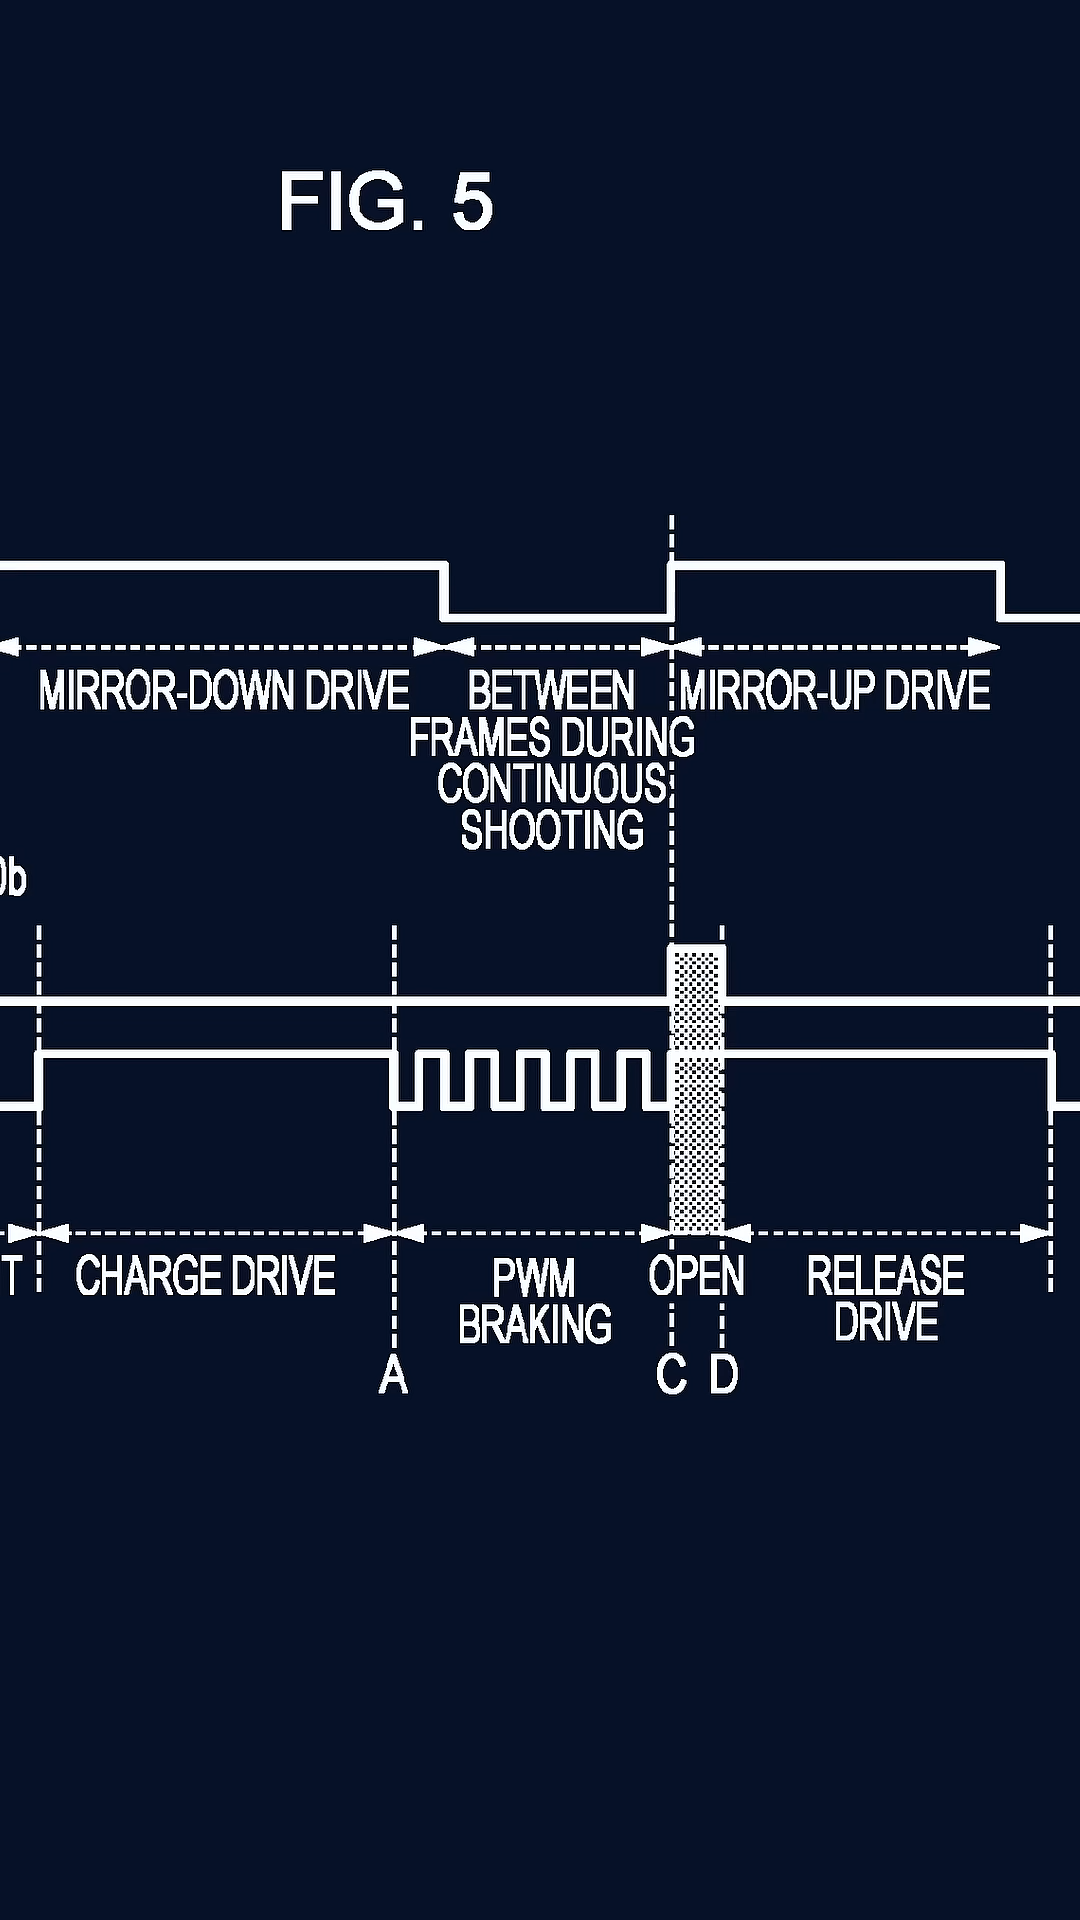 FIG. 5
MIRROR-DOWN DRIVE
BETWEEN
FRAMES DURING
CONTINUOUS
SHOOTING
MIRROR-UP DRIVE
0b
T
CHARGE DRIVE
PWM
BRAKING
OPEN
RELEASE
DRIVE
A
C
D